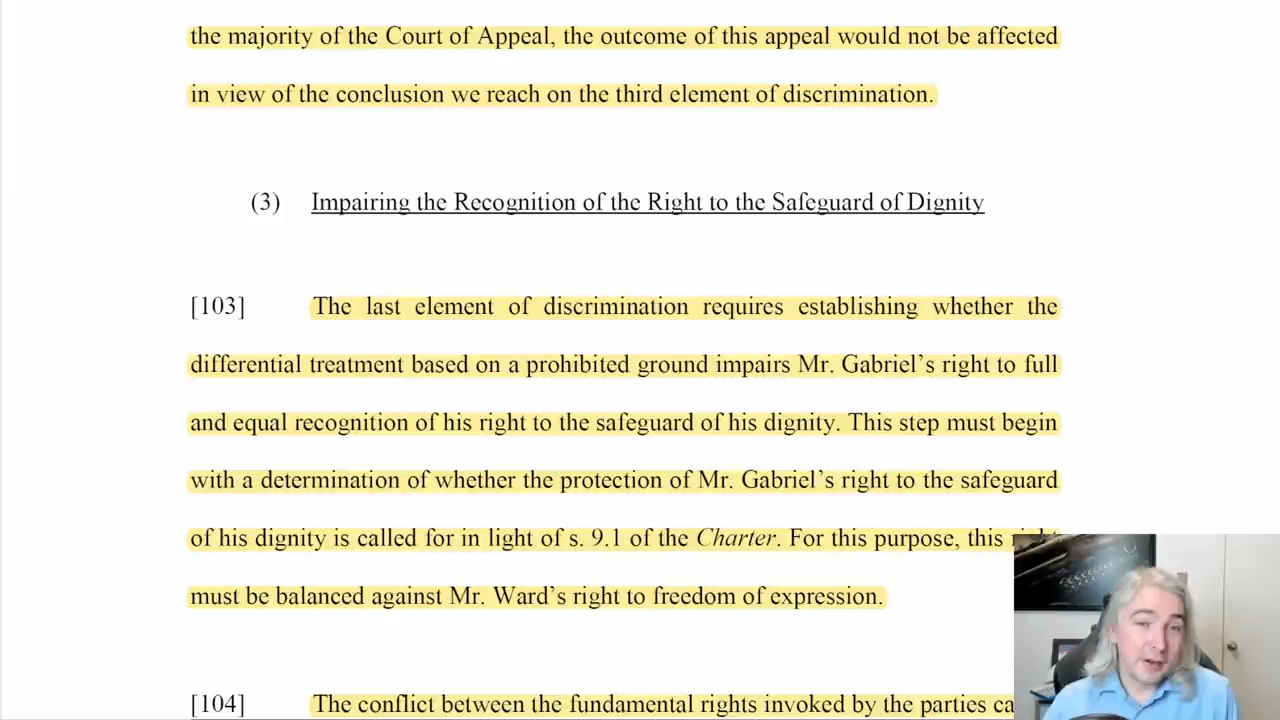 the majority of the Court of Appeal, the outcome of this appeal would not be affected
in view of the conclusion we reach on the third element of discrimination.
(3) Impairing the Recognition of the Right to the Safeguard of Dignity
[103] The last element of discrimination requires establishing whether the
differential treatment based on a prohibited ground impairs Mr. Gabriel’s right to full
and equal recognition of his right to the safeguard of his dignity. This step must begin
with a determination of whether the protection of Mr. Gabriel’s right to the safeguard
of his dignity is called for in light of s. 9.1 of the Charter. For this purpose, this
must be balanced against Mr. Ward’s right to freedom of expression.
[104] The conflict between the fundamental rights invoked by the parties